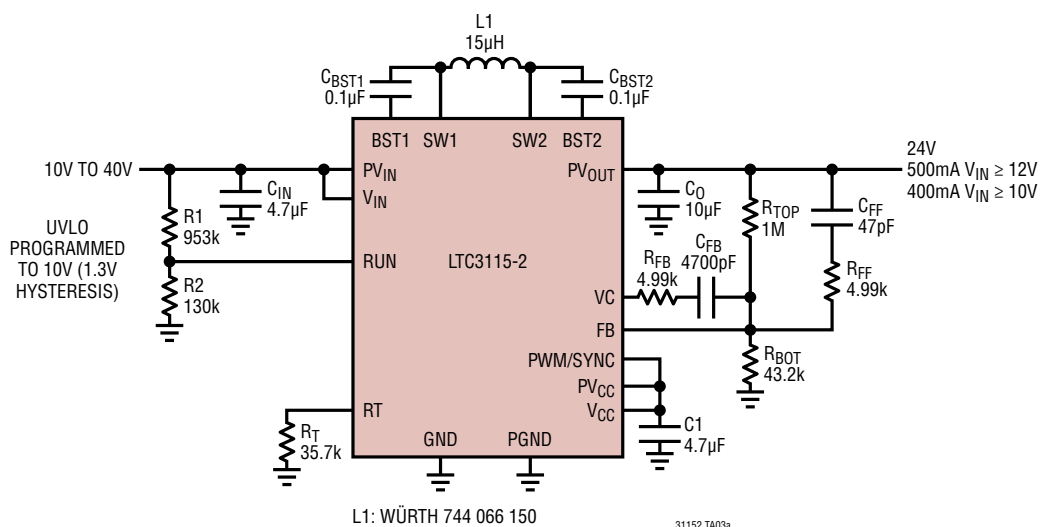 L1
15µH
CBST1
0.1µF
CBST2
0.1µF
BST1 SW1 SW2 BST2
10V TO 40V
PVIN
VIN
PVOUT
24V
500mA VIN ≥ 12V
400mA VIN ≥ 10V
CIN
4.7µF
CO
10µF
RTOP
1M
CFF
47pF
R1
953k
UVLO
PROGRAMMED
TO 10V (1.3V
HYSTERESIS)
RUN
LTC3115-2
RFB
4.99k
CFB
4700pF
RFF
4.99k
R2
130k
VC
FB
RBOT
43.2k
PWM/SYNC
PVCC
VCC
RT
RT
35.7k
GND PGND
C1
4.7µF
L1: WÜRTH 744 066 150
31152 TA03a